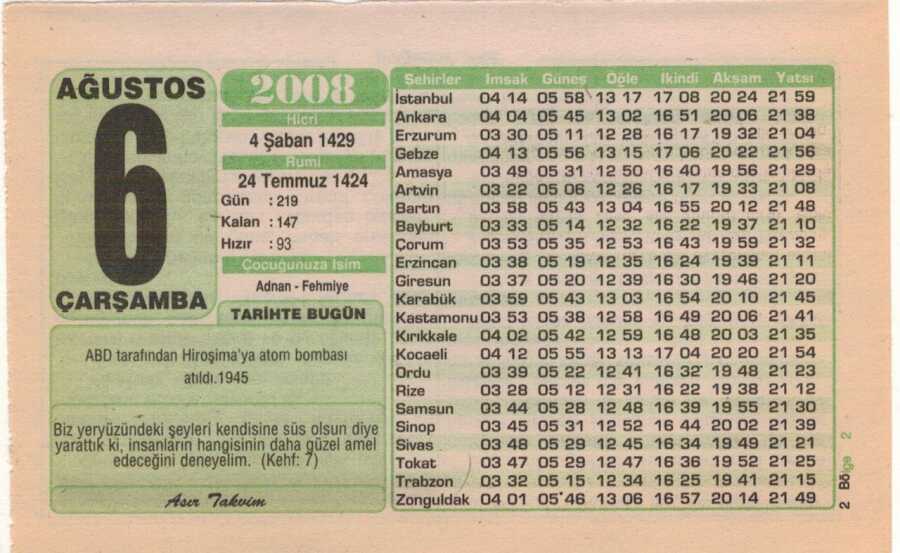 AĞUSTOS
6
ÇARŞAMBA
2008
Hicri
4 Şaban 1429
Rumi
24 Temmuz 1424
Gün : 219
Kalan : 147
Hızır : 93
Çocuğunuza İsim
Adnan - Fehmiye
TARİHTE BUGÜN
ABD tarafından Hiroşima'ya atom bombası
atıldı.1945
Biz yeryüzündeki şeyleri kendisine süs olsun diye
yarattık ki, insanların hangisinin daha güzel amel
edeceğini deneyelim. (Kehf: 7)
Asır Takvim
Şehirler İmsak Güneş Öğle İkindi Akşam Yatsı
İstanbul 04 14 05 58 13 17 17 08 20 24 21 59
Ankara 04 04 05 45 13 02 16 51 20 06 21 38
Erzurum 03 30 05 11 12 28 16 17 19 32 21 04
Gebze 04 13 05 56 13 15 17 06 20 22 21 56
Amasya 03 49 05 31 12 50 16 40 19 56 21 29
Artvin 03 22 05 06 12 26 16 17 19 33 21 08
Bartın 03 58 05 43 13 04 16 55 20 12 21 48
Bayburt 03 33 05 14 12 32 16 22 19 37 21 10
Çorum 03 53 05 35 12 53 16 43 19 59 21 32
Erzincan 03 38 05 19 12 35 16 24 19 39 21 11
Giresun 03 37 05 20 12 39 16 30 19 46 21 20
Karabük 03 59 05 43 13 03 16 54 20 10 21 45
Kastamonu 03 53 05 38 12 58 16 49 20 06 21 41
Kırıkkale 04 02 05 42 12 59 16 48 20 03 21 35
Kocaeli 04 12 05 55 13 13 17 04 20 20 21 54
Ordu 03 39 05 22 12 41 16 32 19 48 21 23
Rize 03 28 05 12 12 31 16 22 19 38 21 12
Samsun 03 44 05 28 12 48 16 39 19 55 21 30
Sinop 03 45 05 31 12 52 16 44 20 02 21 39
Sivas 03 48 05 29 12 45 16 34 19 49 21 21
Tokat 03 47 05 29 12 47 16 36 19 52 21 25
Trabzon 03 32 05 15 12 34 16 25 19 41 21 15
Zonguldak 04 01 05 46 13 06 16 57 20 14 21 49
2 Bölge 2